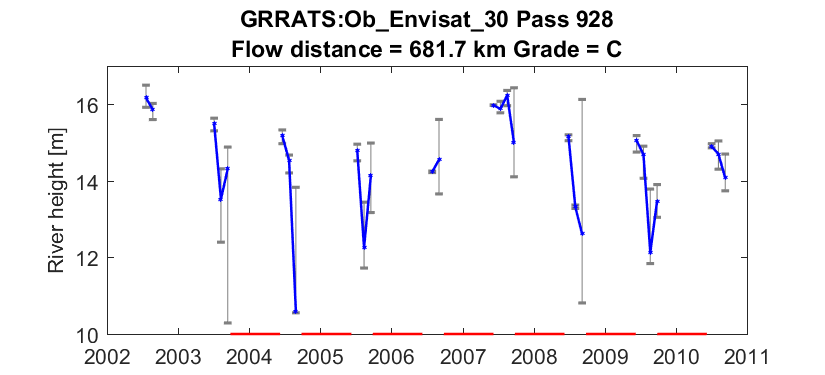 GRRATS:Ob_Envisat_30 Pass 928
Flow distance = 681.7 km Grade = C
River height [m]
16
14
12
10
2002 2003 2004 2005 2006 2007 2008 2009 2010 2011